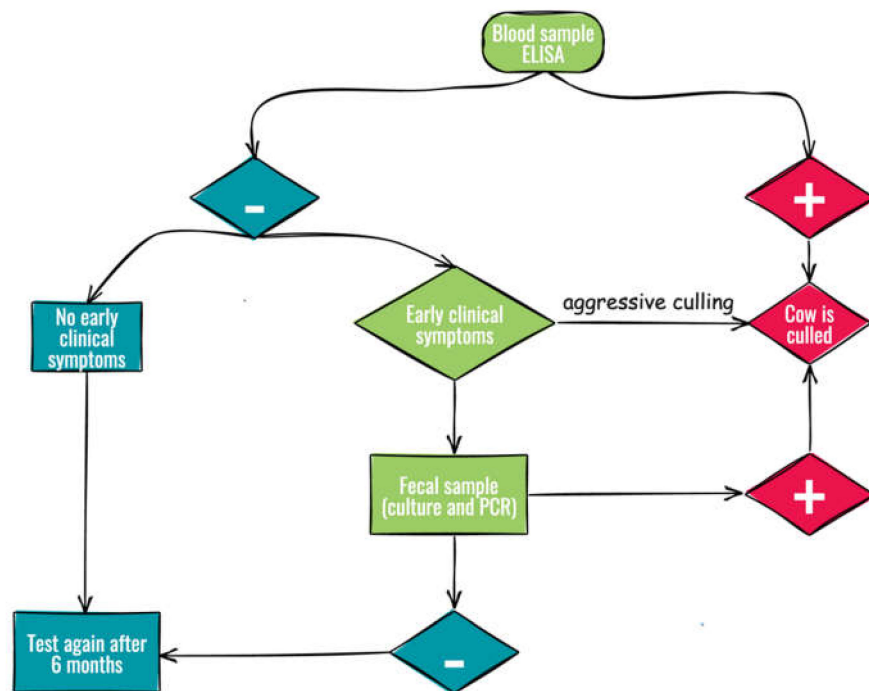 Blood sample
ELISA
-
+
No early
clinical
symptoms
Early clinical
symptoms
aggressive culling
Cow is
culled
Fecal sample
(culture and PCR)
+
Test again after
6 months
-